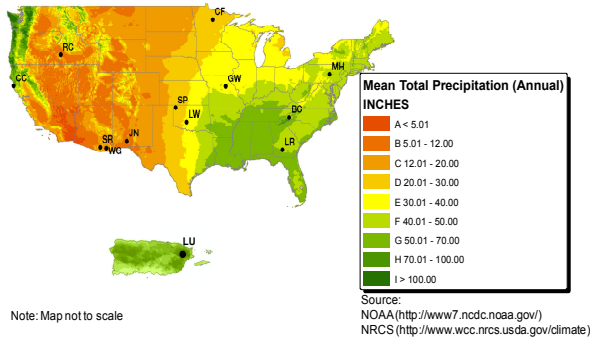 CF
RC
CC
GW
MH
SP
LW
BC
SR
WG
JN
LR
LU
Mean Total Precipitation (Annual)
INCHES
A < 5.01
B 5.01 - 12.00
C 12.01 - 20.00
D 20.01 - 30.00
E 30.01 - 40.00
F 40.01 - 50.00
G 50.01 - 70.00
H 70.01 - 100.00
I > 100.00
Note: Map not to scale
Source:
NOAA (http://www7.ncdc.noaa.gov/)
NRCS (http://www.wcc.nrcs.usda.gov/climate)